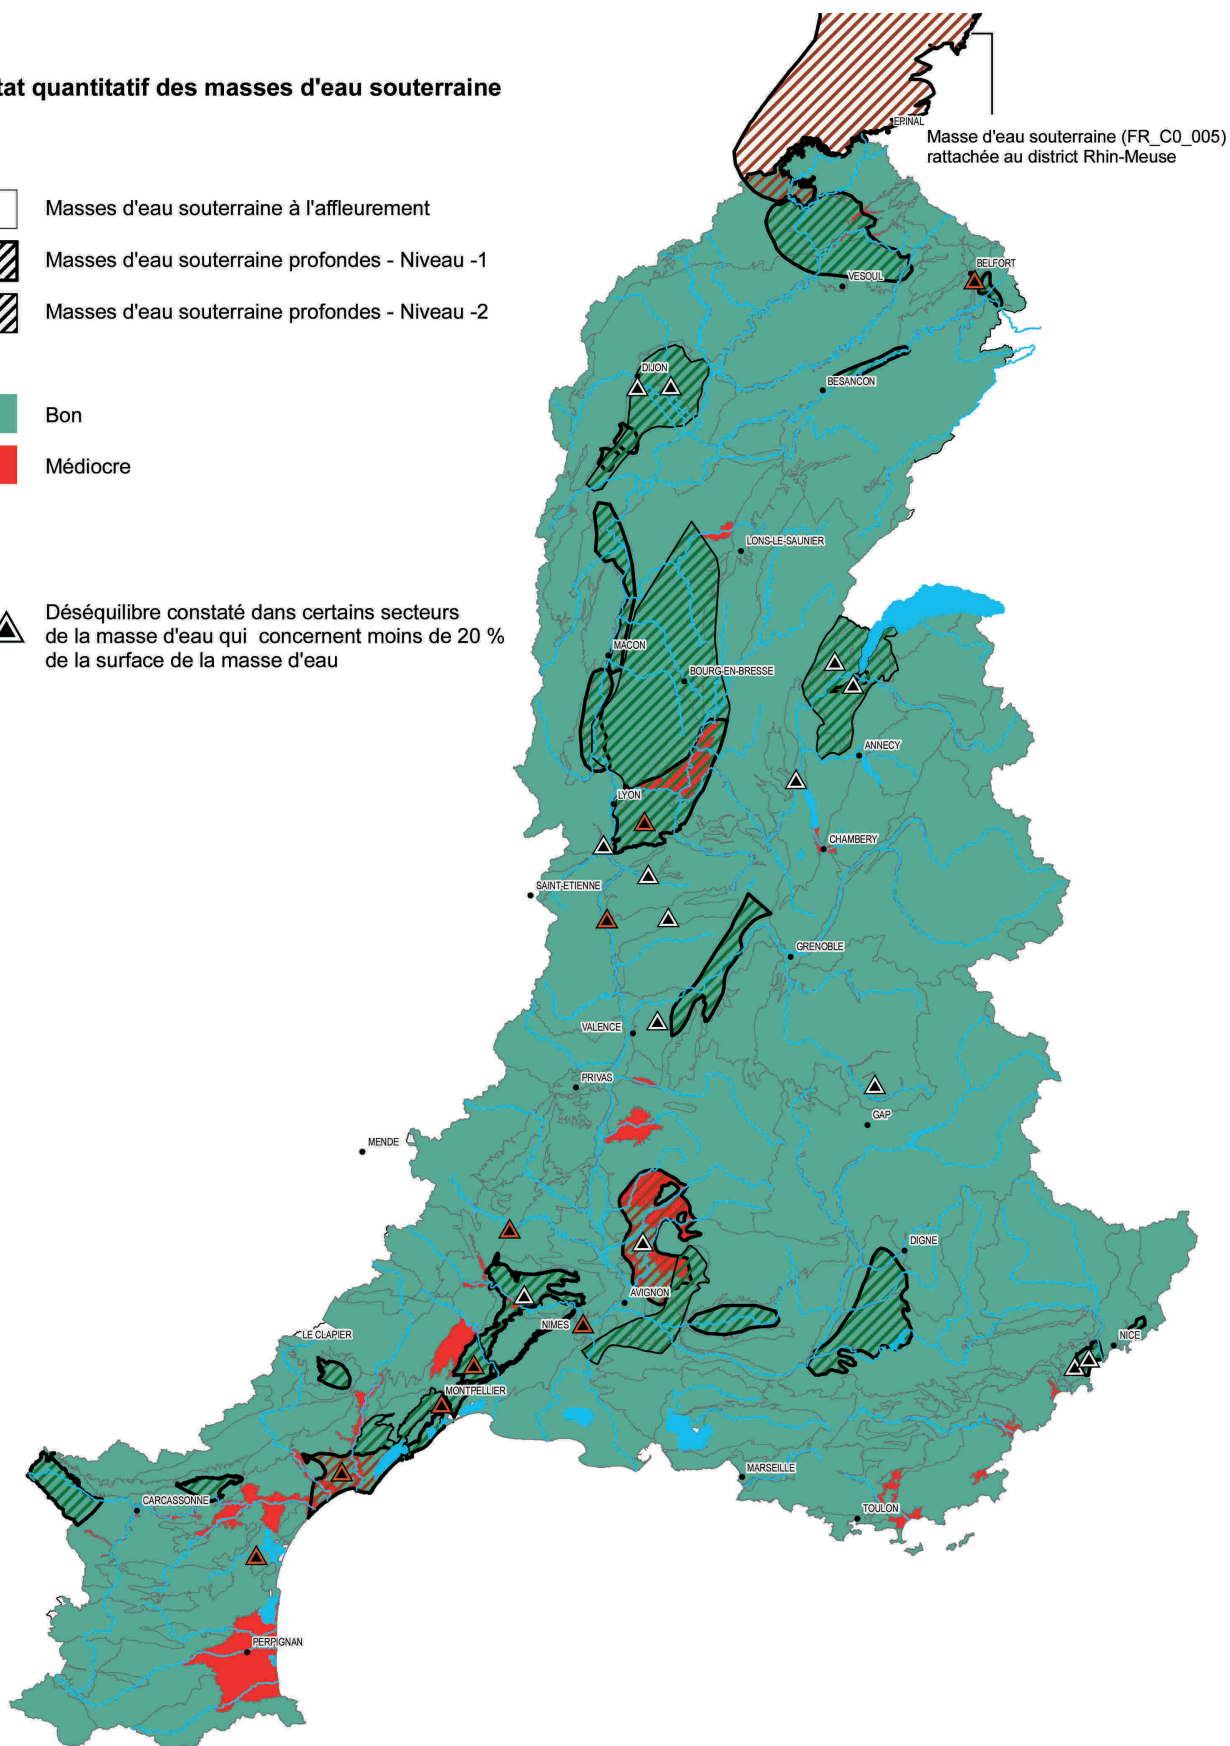 tat quantitatif des masses d'eau souterraine
EPINAL
Masse d'eau souterraine (FR_C0_005)
rattachée au district Rhin-Meuse
Masses d'eau souterraine à l'affleurement
Masses d'eau souterraine profondes - Niveau -1
Masses d'eau souterraine profondes - Niveau -2
BELFORT
VESOUL
DIJON
BESANCON
Bon
Médiocre
LONS-LE-SAUNIER
Déséquilibre constaté dans certains secteurs
de la masse d'eau qui concernent moins de 20 %
de la surface de la masse d'eau
MACON
BOURG-EN-BRESSE
ANNECY
LYON
CHAMBERY
SAINT-ETIENNE
GRENOBLE
VALENCE
PRIVAS
GAP
MENDE
DIGNE
AVIGNON
NIMES
LE CLAPIER
NICE
MONTPELLIER
MARSEILLE
CARCASSONNE
TOULON
PERPIGNAN